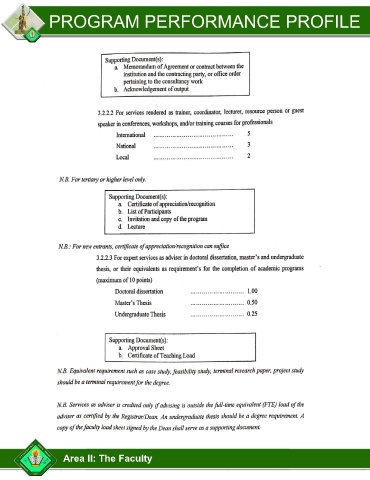 PROGRAM PERFORMANCE PROFILE
Supporting Document(s):
a. Memorandum of Agreement or contract between the
institution and the contracting party, or office order
pertaining to the consultancy work
b. Acknowledgement of output
3.2.2.2 For services rendered as trainer, coordinator, lecturer, resource person or guest
speaker in conferences, workshops, and/or training courses for professionals
International ........................................ 5
National ........................................ 3
Local ........................................ 2
N.B. For tertiary or higher level only.
Supporting Document(s):
a. Certificate of appreciation/recognition
b. List of Participants
c. Invitation and copy of the program
d. Lecture
N.B.: For new entrants, certificate of appreciation/recognition can suffice
3.2.2.3 For expert services as adviser in doctoral dissertation, master's and undergraduate
thesis, or their equivalents as requirement's for the completion of academic programs
(maximum of 10 points)
Doctoral dissertation ........................... 1.00
Master's Thesis ........................... 0.50
Undergraduate Thesis ........................... 0.25
Supporting Document(s):
a. Approval Sheet
b. Certificate of Teaching Load
N.B. Equivalent requirement such as case study, feasibility study, terminal research paper, project study
should be a terminal requirement for the degree.
N.B. Services as adviser is credited only if advising is outside the full-time equivalent (FTE) load of the
adviser as certified by the Registrar/Dean. An undergraduate thesis should be a degree requirement. A
copy of the faculty load sheet signed by the Dean shall serve as a supporting document.
Area II: The Faculty